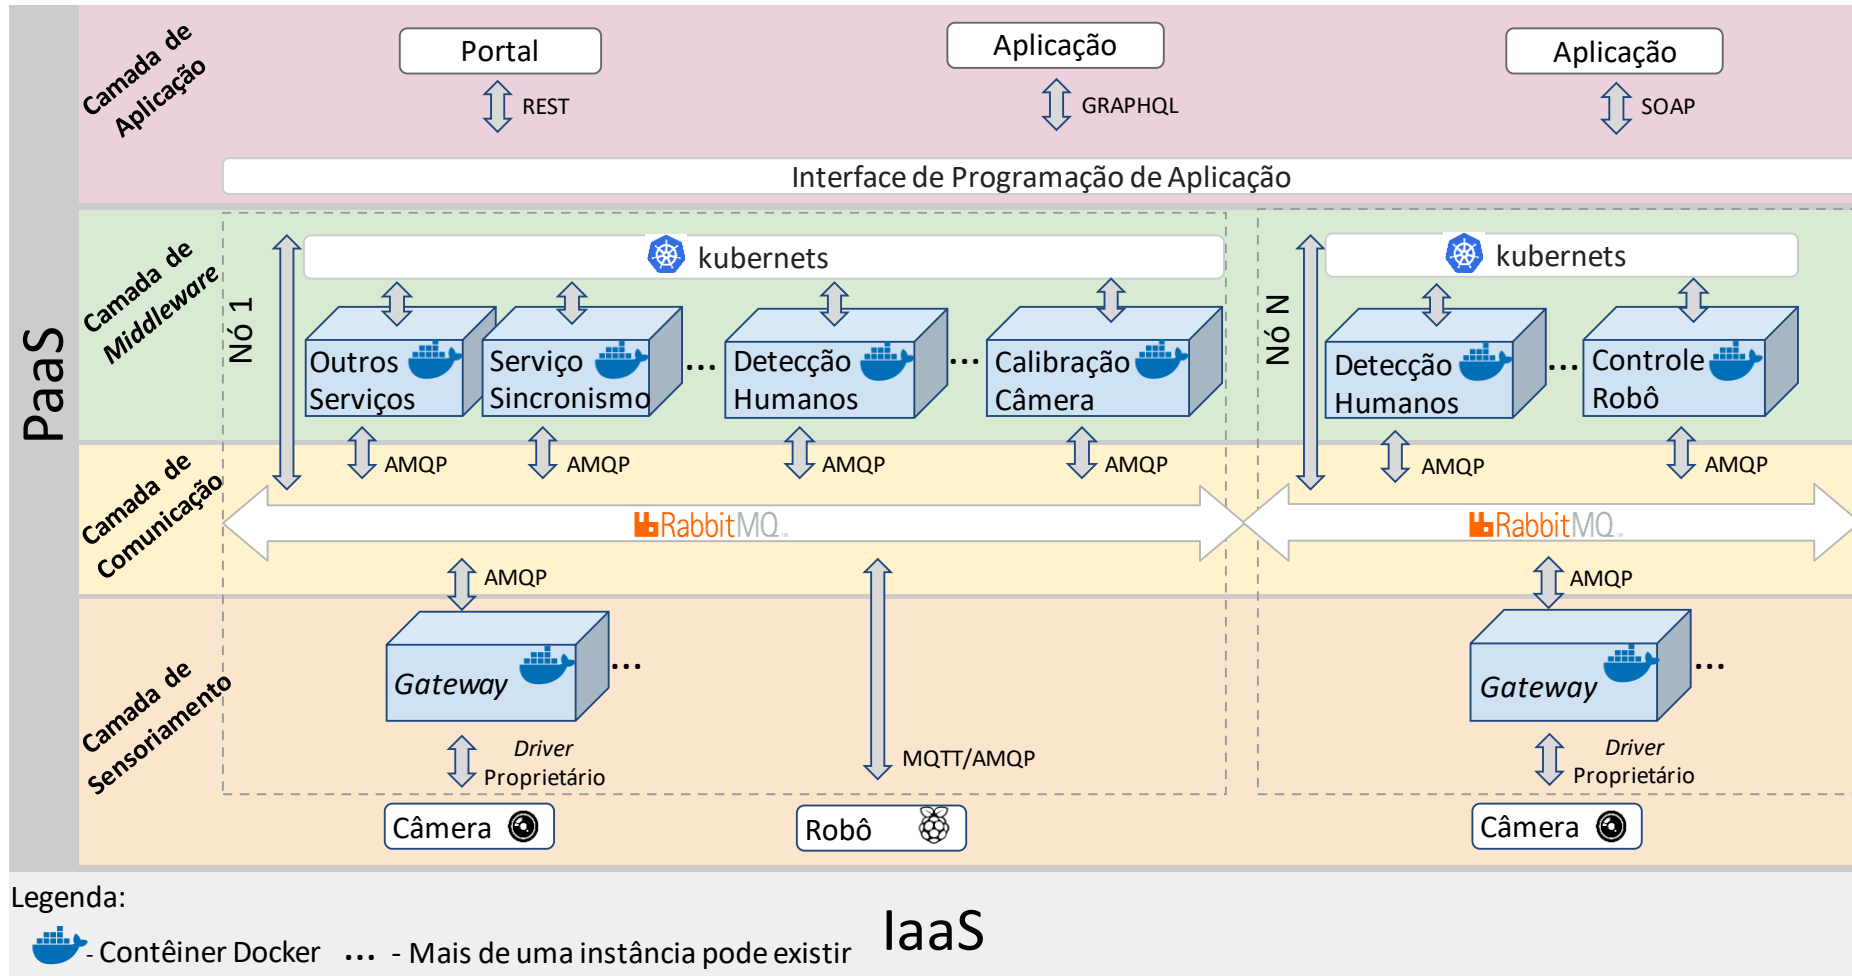 PaaS
Camada de
Aplicação
Portal
Aplicação
Aplicação
REST
GRAPHQL
SOAP
Interface de Programação de Aplicação
Camada de
Middleware
Nó 1
kubernets
Outros
Serviços
Serviço
Sincronismo
...
Detecção
Humanos
...
Calibração
Câmera
Nó N
kubernets
Detecção
Humanos
...
Controle
Robô
AMQP
AMQP
AMQP
AMQP
AMQP
AMQP
Camada de
Comunicação
RabbitMQ
RabbitMQ
AMQP
AMQP
Camada de
Sensoriamento
Gateway
...
Gateway
...
Driver
Proprietário
MQTT/AMQP
Driver
Proprietário
Câmera
Robô
Câmera
Legenda:
- Contêiner Docker
... - Mais de uma instância pode existir
IaaS